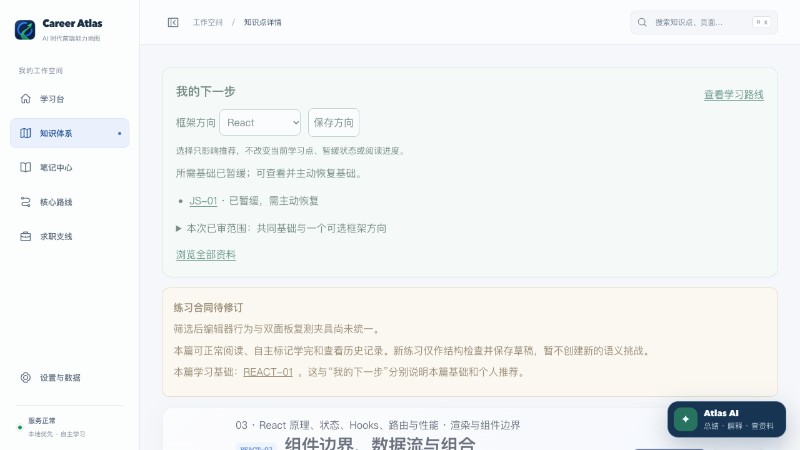 Career Atlas
AI 时代前端能力地图
我的工作空间
学习台
知识体系
笔记中心
核心路线
求职支线
设置与数据
服务正常
本地优先 · 自主学习
工作空间 / 知识点详情
搜索知识点、页面...
⌘ K
我的下一步
查看学习路线
框架方向 React 保存方向
选择只影响推荐，不改变当前学习点、暂缓状态或阅读进度。
所需基础已暂缓；可查看并主动恢复基础。
JS-01 · 已暂缓，需主动恢复
本次已审范围：共同基础与一个可选框架方向
浏览全部资料
练习合同待修订
筛选后编辑器行为与双面板复测夹具尚未统一。
本篇可正常阅读、自主标记学完和查看历史记录。新练习仅作结构检查并保存草稿，暂不创建新的语义挑战。
本篇学习基础：REACT-01 。这与“我的下一步”分别说明本篇基础和个人推荐。
03 · React 原理、状态、Hooks、路由与性能 · 渲染与组件边界
REACT-02 组件边界、数据流与组合
Atlas AI
总结 · 解释 · 查资料